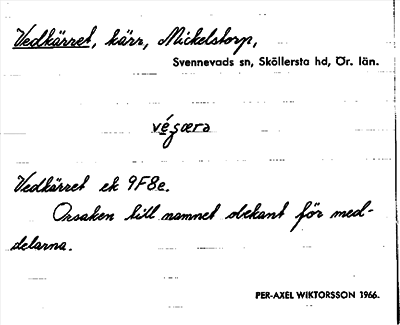 Vedkärret, kärr, Mickelstorp,
Svennevads sn, Sköllersta hd, Ör. län.
végæra
Vedkärret ek 9F8e.
Orsaken till namnet okänt för med-
delarna.
PER-AXEL WIKTORSSON 1966.